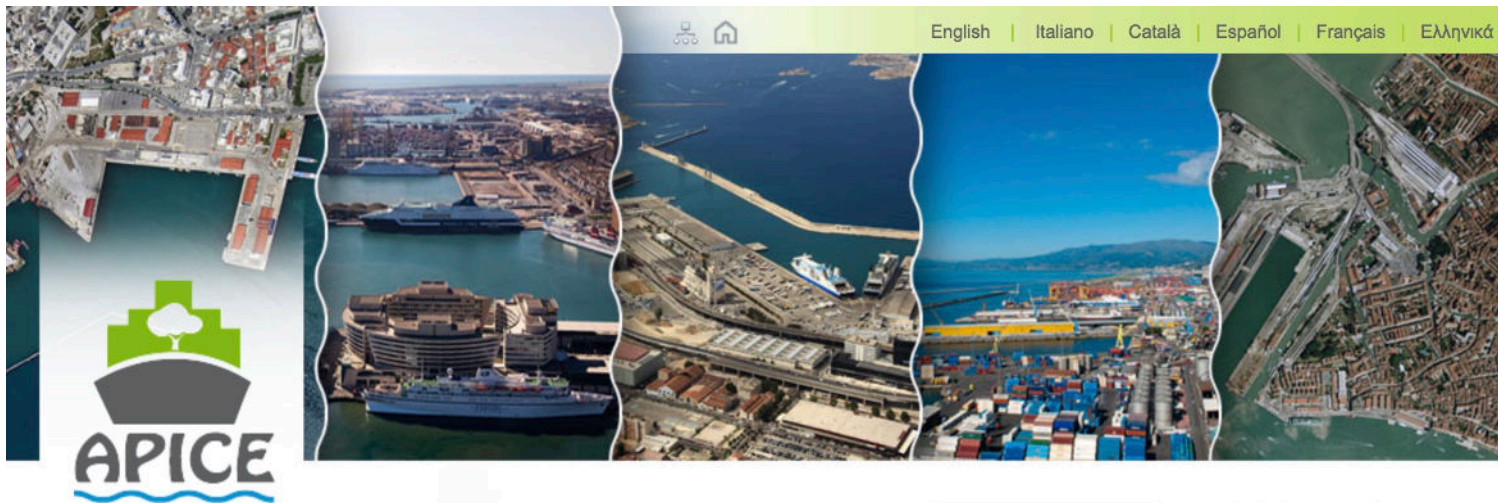 English | Italiano | Català | Español | Français | Ελληνικά
APICE